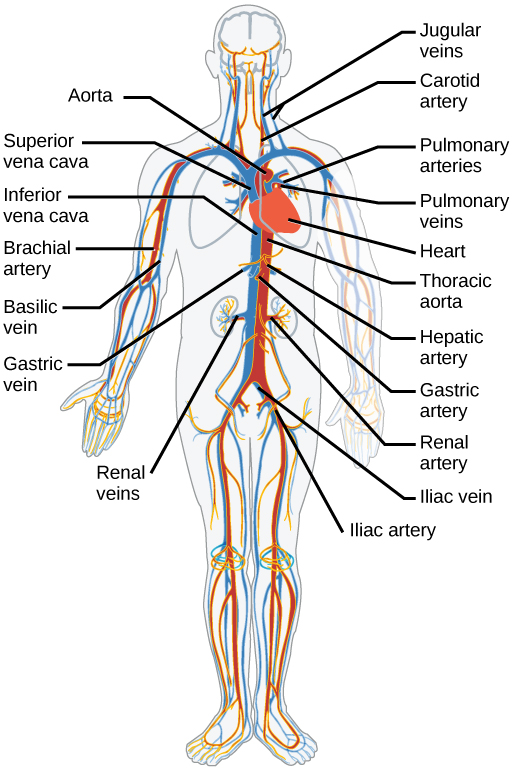 Jugular
veins
Aorta
Carotid
artery
Superior
vena cava
Pulmonary
arteries
Inferior
vena cava
Pulmonary
veins
Brachial
artery
Heart
Thoracic
aorta
Basilic
vein
Hepatic
artery
Gastric
vein
Gastric
artery
Renal
artery
Renal
veins
Iliac vein
Iliac artery